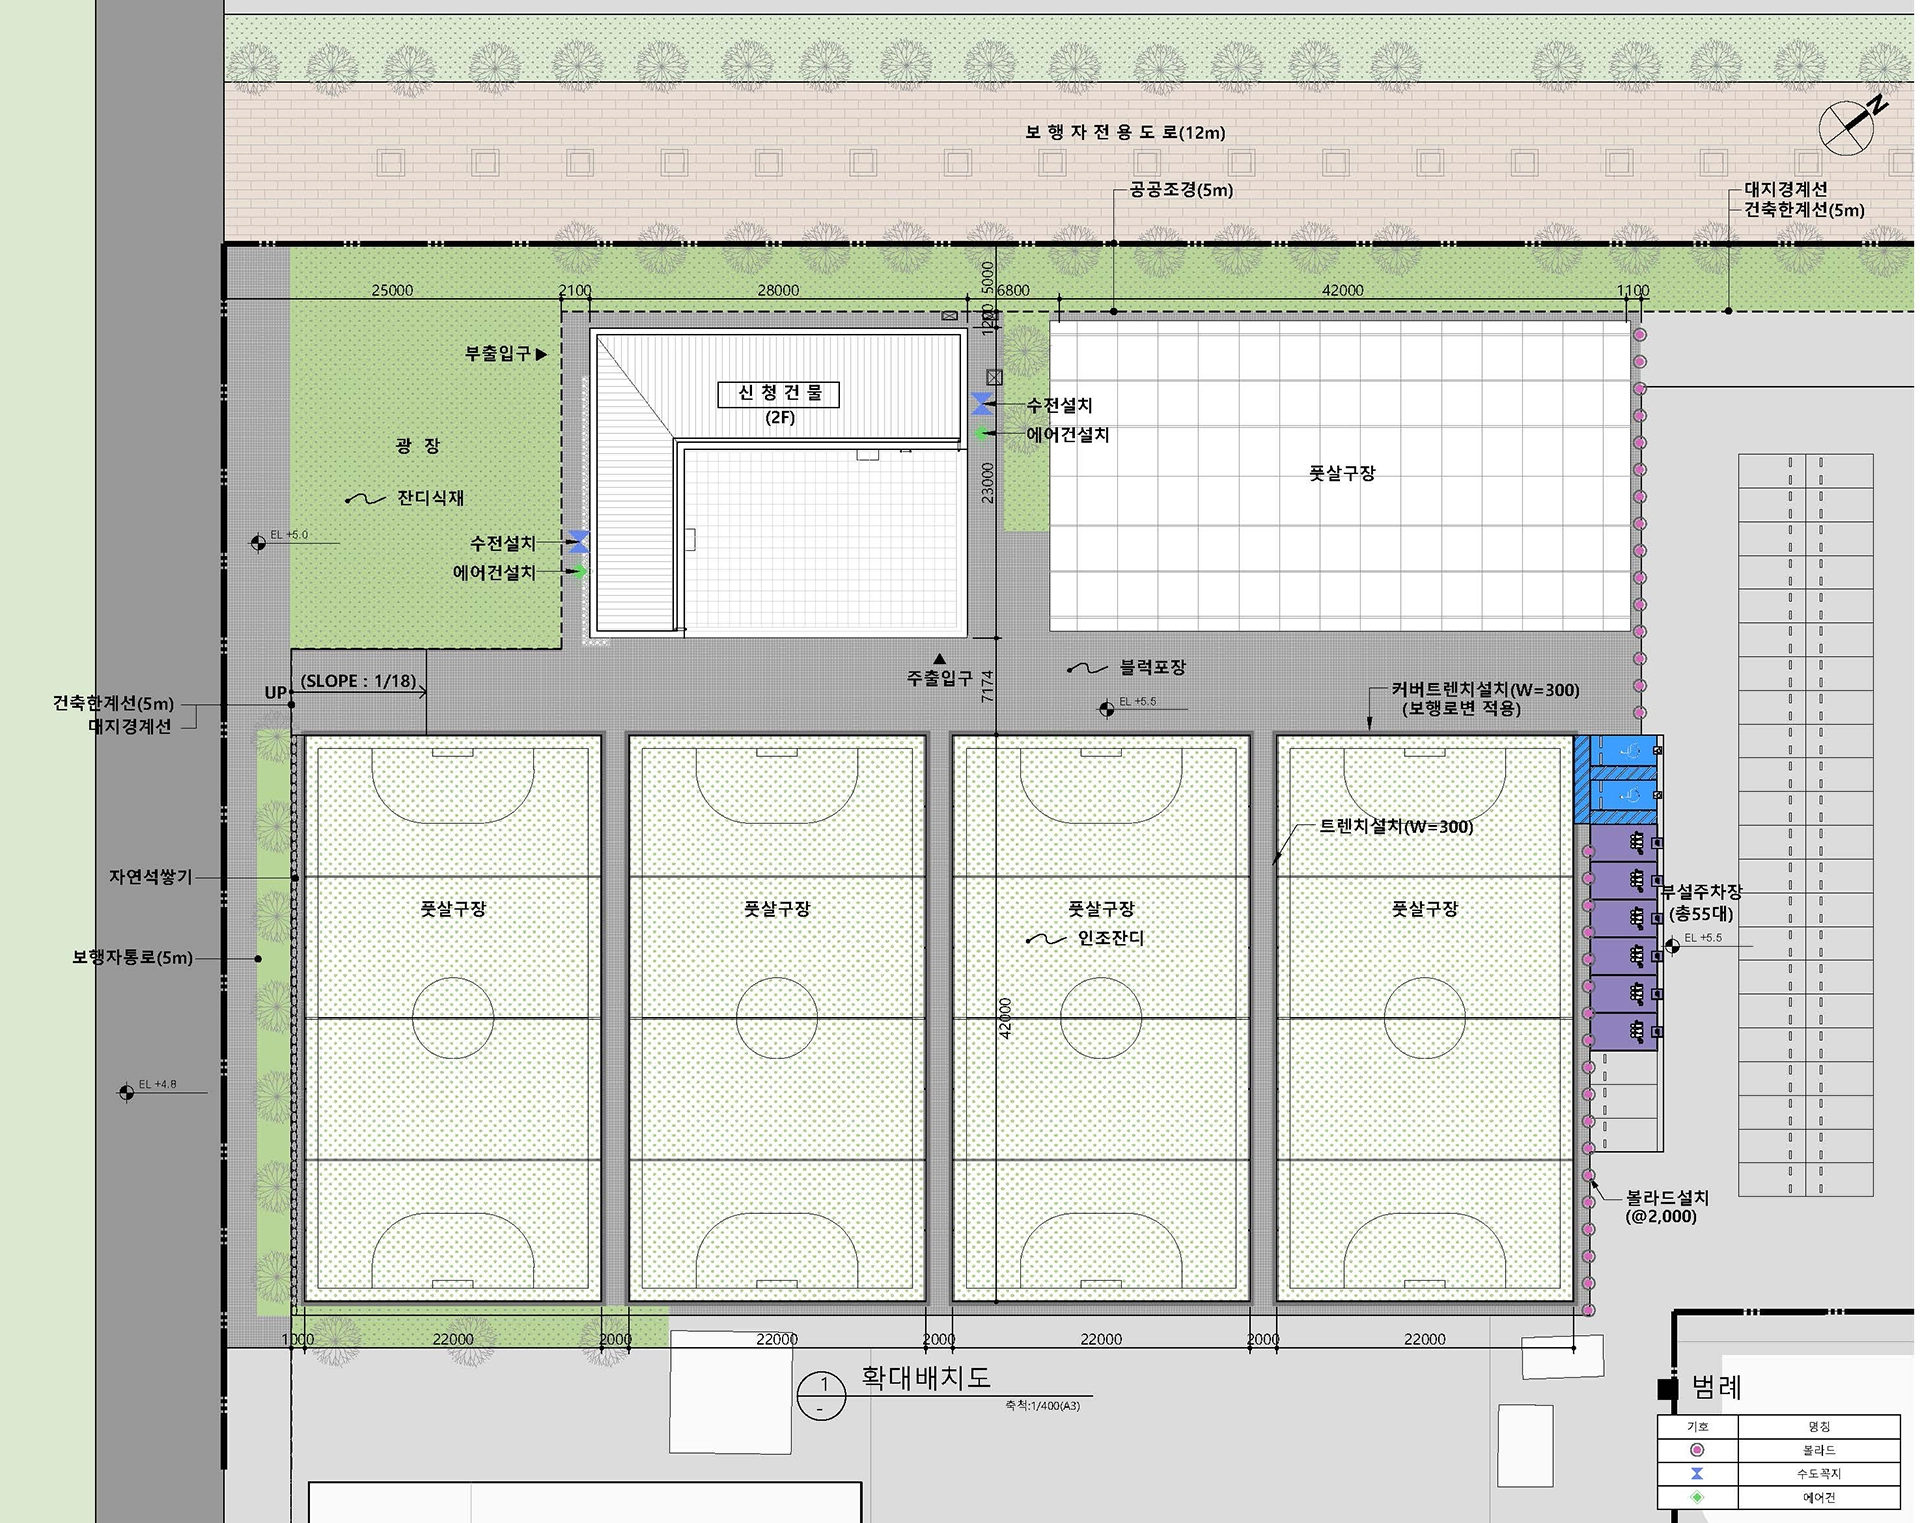 N
보 행 자 전 용 도 로(12m)
공공조경(5m)
대지경계선
건축한계선(5m)
25000
2100
28000
6800
42000
1100
5000
1200
부출입구
신 청 건 물
(2F)
수전설치
에어건설치
광 장
잔디식재
풋살구장
23000
EL +5.0
수전설치
에어건설치
UP
(SLOPE : 1/18)
주출입구
7174
블럭포장
EL +5.5
건축한계선(5m)
대지경계선
커버트렌치설치(W=300)
(보행로변 적용)
트렌치설치(W=300)
자연석쌓기
부설주차장
(총55대)
EL +5.5
풋살구장
풋살구장
풋살구장
풋살구장
인조잔디
보행자통로(5m)
42000
EL +4.8
볼라드설치
(@2,000)
1000
22000
2000
22000
2000
22000
2000
22000
1
-
확대배치도
축척:1/400(A3)
범례
기호
명칭
볼라드
수도꼭지
에어건